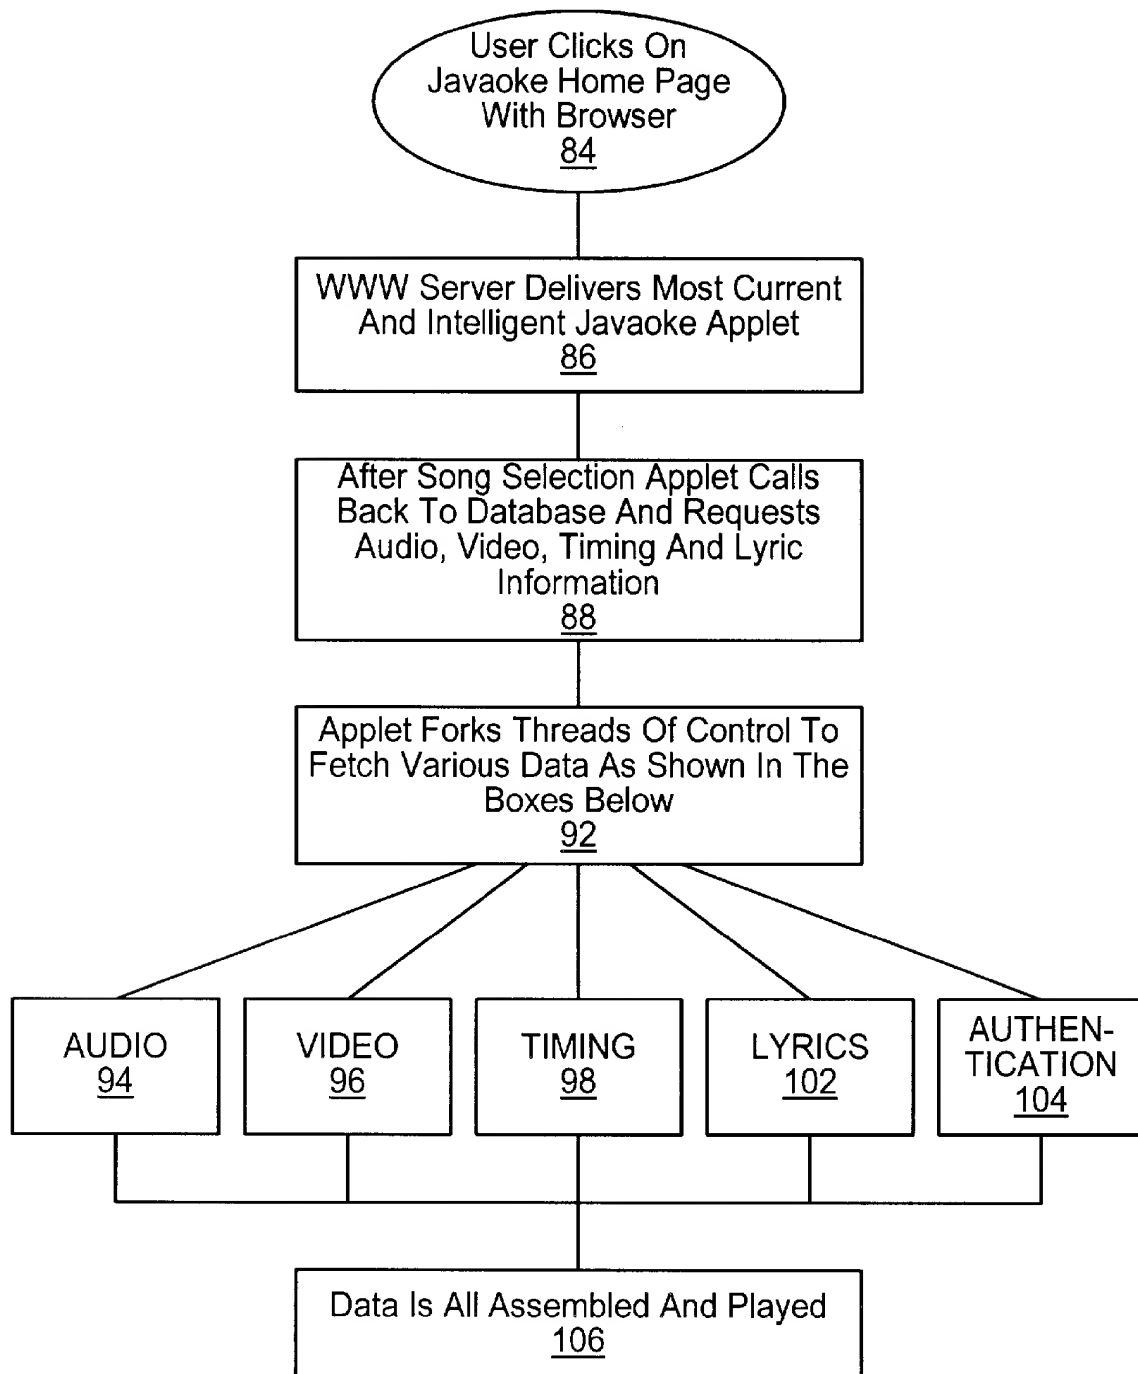 User Clicks On
Javaoke Home Page
With Browser
84
WWW Server Delivers Most Current
And Intelligent Javaoke Applet
86
After Song Selection Applet Calls
Back To Database And Requests
Audio, Video, Timing And Lyric
Information
88
Applet Forks Threads Of Control To
Fetch Various Data As Shown In The
Boxes Below
92
AUDIO
94
VIDEO
96
TIMING
98
LYRICS
102
AUTHEN-
TICATION
104
Data Is All Assembled And Played
106